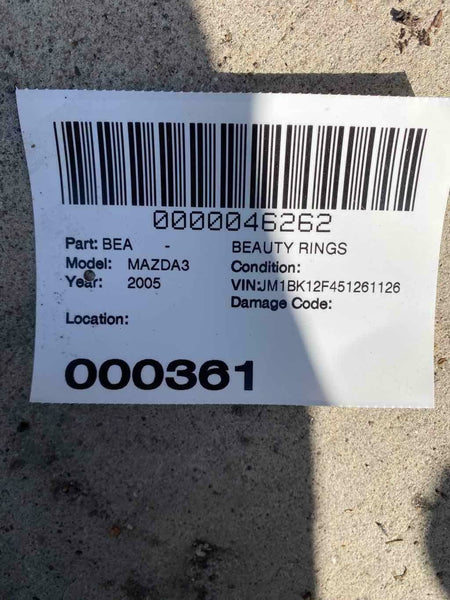 0000046262
Part: BEA - BEAUTY RINGS
Model: MAZDA3 Condition:
Year: 2005 VIN:JM1BK12F451261126
Damage Code:
Location:
000361